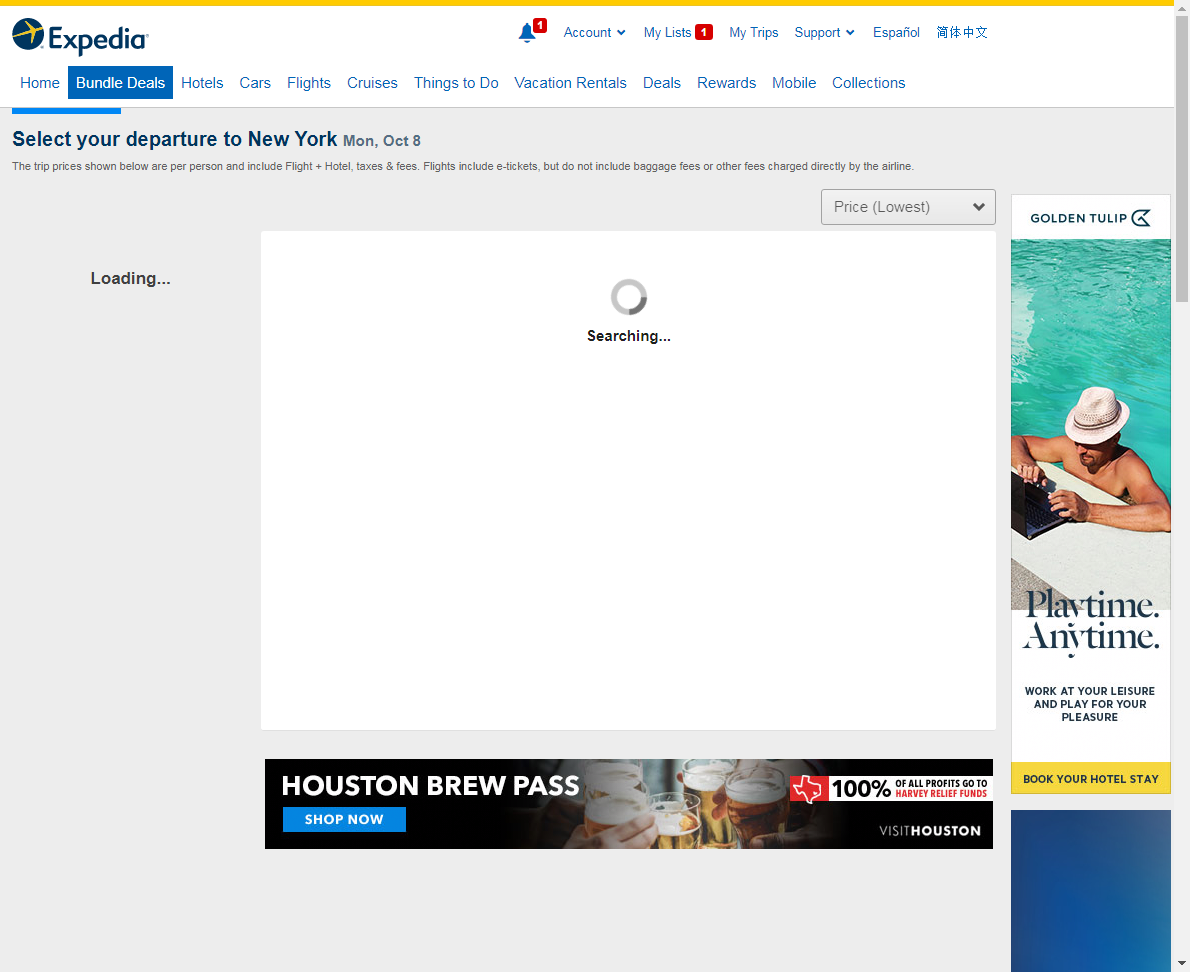 Expedia
1
Account
My Lists 1
My Trips
Support
Español
简体中文
Home
Bundle Deals
Hotels
Cars
Flights
Cruises
Things to Do
Vacation Rentals
Deals
Rewards
Mobile
Collections
Select your departure to New York Mon, Oct 8
The trip prices shown below are per person and include Flight + Hotel, taxes & fees. Flights include e-tickets, but do not include baggage fees or other fees charged directly by the airline.
Price (Lowest)
Loading...
Searching...
GOLDEN TULIP
Playtime.
Anytime.
WORK AT YOUR LEISURE
AND PLAY FOR YOUR
PLEASURE
BOOK YOUR HOTEL STAY
HOUSTON BREW PASS
SHOP NOW
100% OF ALL PROFITS GO TO
HARVEY RELIEF FUNDS
VISITHOUSTON